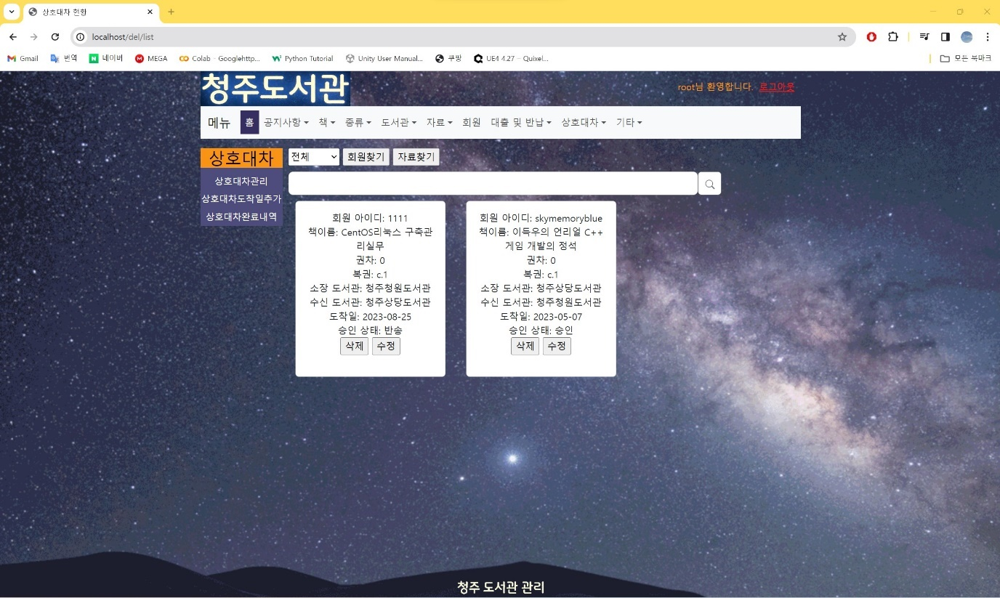 상호대차 현황
localhost/del/list
Gmail 번역 네이버 MEGA Colab - Googlehttp... Python Tutorial Unity User Manual... 쿠팡 UE4 4.27 – Quixel... 모든 북마크
청주도서관
root님 환영합니다. 로그아웃
메뉴 홈 공지사항 책 종류 도서관 자료 회원 대출 및 반납 상호대차 기타
상호대차
상호대차관리
상호대차도착일추가
상호대차완료내역
전체 회원찾기 자료찾기
회원 아이디: 1111
책이름: CentOS리눅스 구축관
리실무
권차: 0
복권: c.1
소장 도서관: 청주청원도서관
수신 도서관: 청주상당도서관
도착일: 2023-08-25
승인 상태: 반송
삭제 수정
회원 아이디: skymemoryblue
책이름: 이득우의 언리얼 C++
게임 개발의 정석
권차: 0
복권: c.1
소장 도서관: 청주상당도서관
수신 도서관: 청주청원도서관
도착일: 2023-05-07
승인 상태: 승인
삭제 수정
청주 도서관 관리